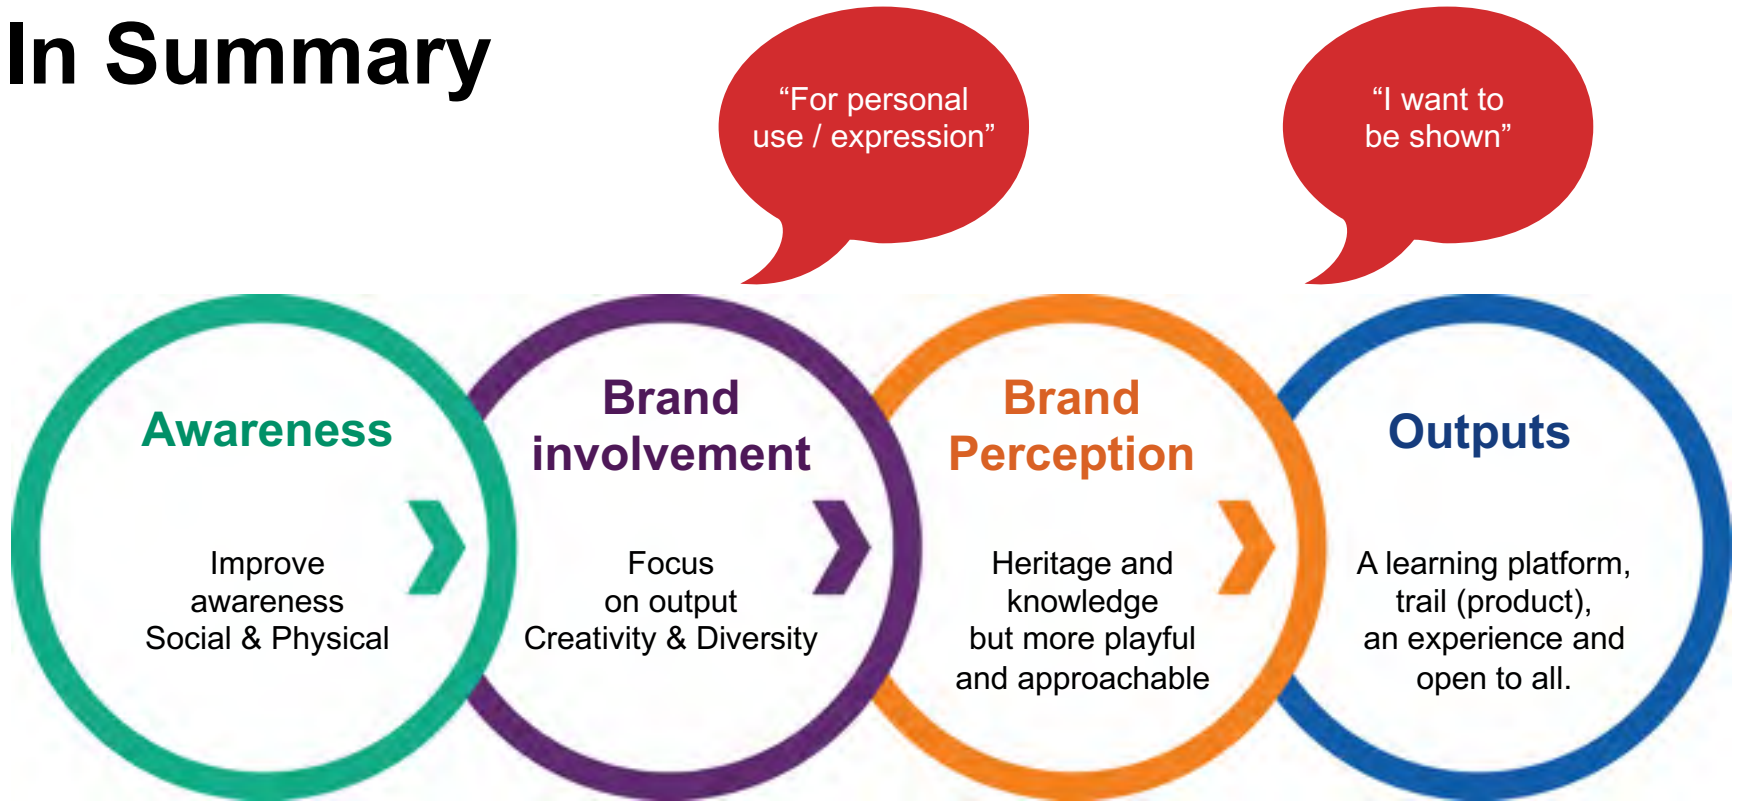 In Summary
“For personal
use / expression”
“I want to
be shown”
Awareness
Improve
awareness
Social & Physical
Brand
involvement
Focus
on output
Creativity & Diversity
Brand
Perception
Heritage and
knowledge
but more playful
and approachable
Outputs
A learning platform,
trail (product),
an experience and
open to all.